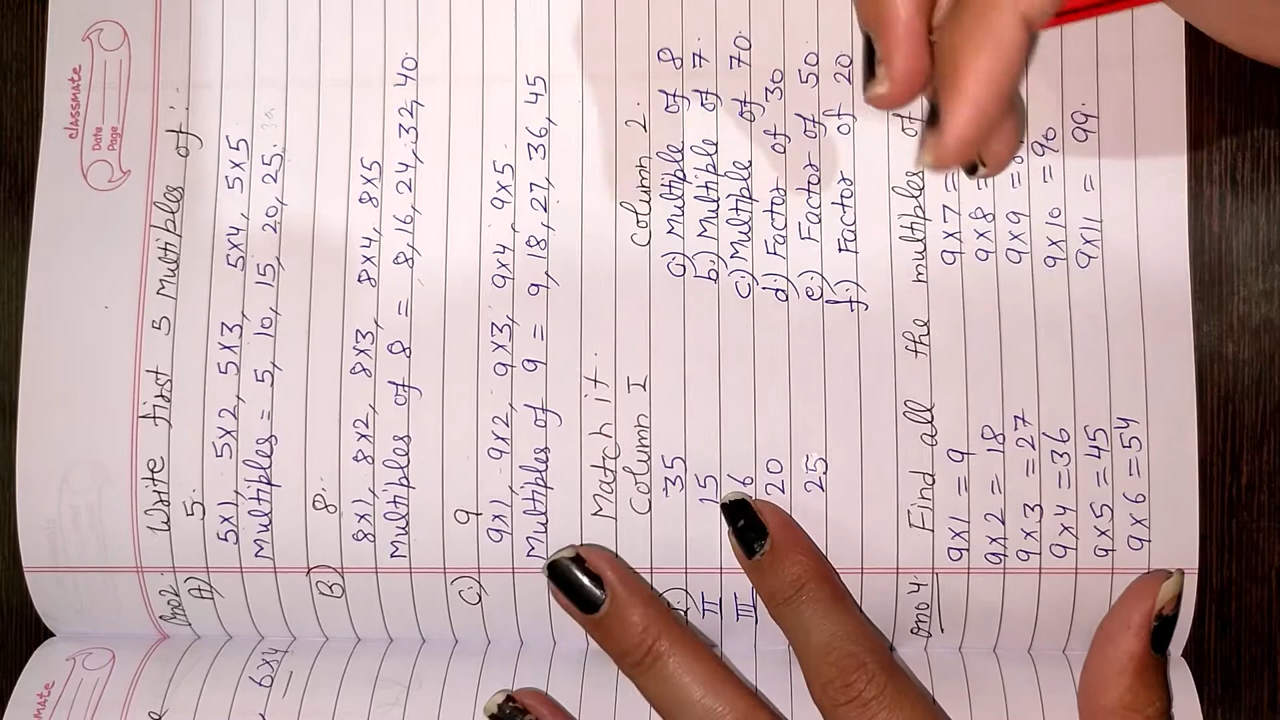 CLASSMATE
Date
Page
Qno2. Write first 5 Multiples of :
A) 5.
5x1, 5x2, 5x3, 5x4, 5x5
Multiples = 5, 10, 15, 20, 25.
B) 8.
8x1, 8x2, 8x3, 8x4, 8x5
Multiples of 8 = 8, 16, 24, 32, 40.
C) 9
9x1, 9x2, 9x3, 9x4, 9x5.
Multiples of 9 = 9, 18, 27, 36, 45
Match it.
Column I Column 2.
35 a) Multiple of 8
II 15 b) Multiple of 7.
III 6 c) Multiple of 70.
20 d) Factor of 30
25 e) Factor of 50
f) Factor of 20
Qno4. Find all the multiples of
9x1 = 9 9x7 =
9x2 = 18 9x8 =
9x3 = 27 9x9 =
9x4 = 36 9x10 = 90
9x5 = 45 9x11 = 99.
9x6 = 54
6x4